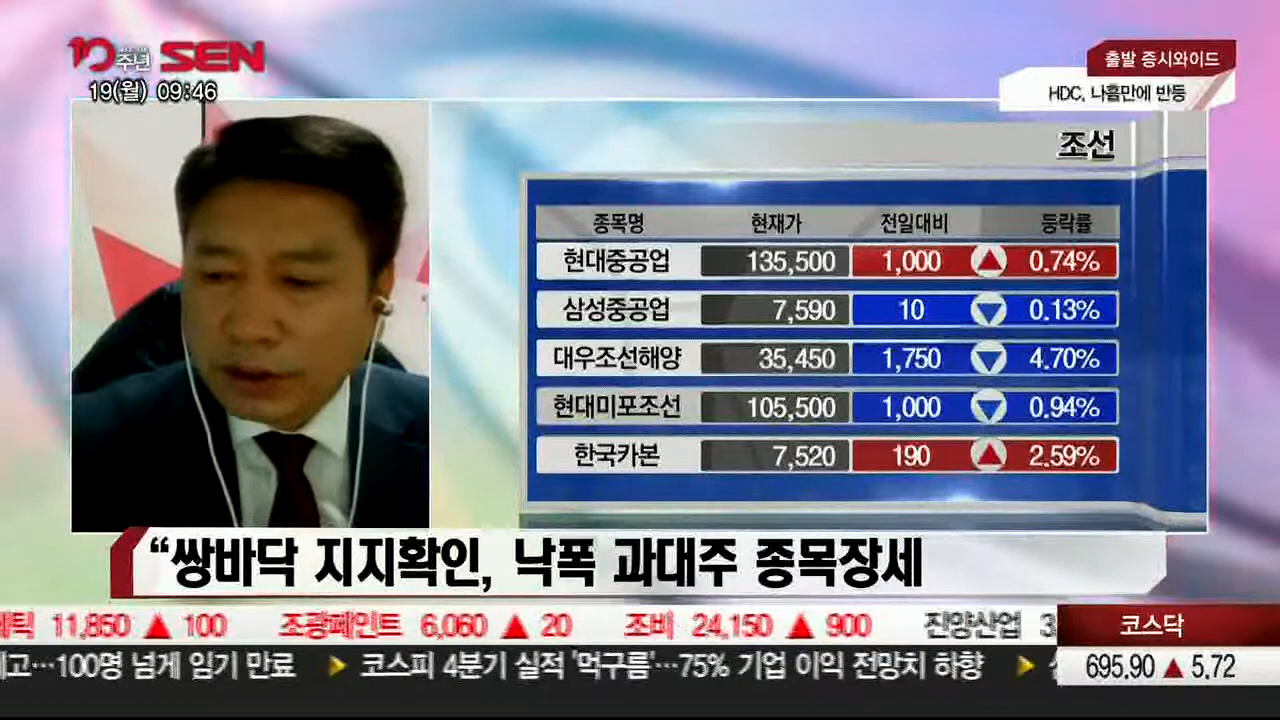 10주년 SEN
19(월) 09:46
출발 증시와이드
HDC, 나흘만에 반등
조선
종목명 현재가 전일대비 등락률
현대중공업 135,500 1,000 ▲ 0.74%
삼성중공업 7,590 10 ▼ 0.13%
대우조선해양 35,450 1,750 ▼ 4.70%
현대미포조선 105,500 1,000 ▼ 0.94%
한국카본 7,520 190 ▲ 2.59%
“쌍바닥 지지확인, 낙폭 과대주 종목장세
틱 11,850 ▲ 100 조광페인트 6,060 ▲ 20 조비 24,150 ▲ 900 진양산업 3
코스닥
고…100명 넘게 임기 만료 ▶ 코스피 4분기 실적 '먹구름'…75% 기업 이익 전망치 하향 ▶
695.90 ▲ 5.72